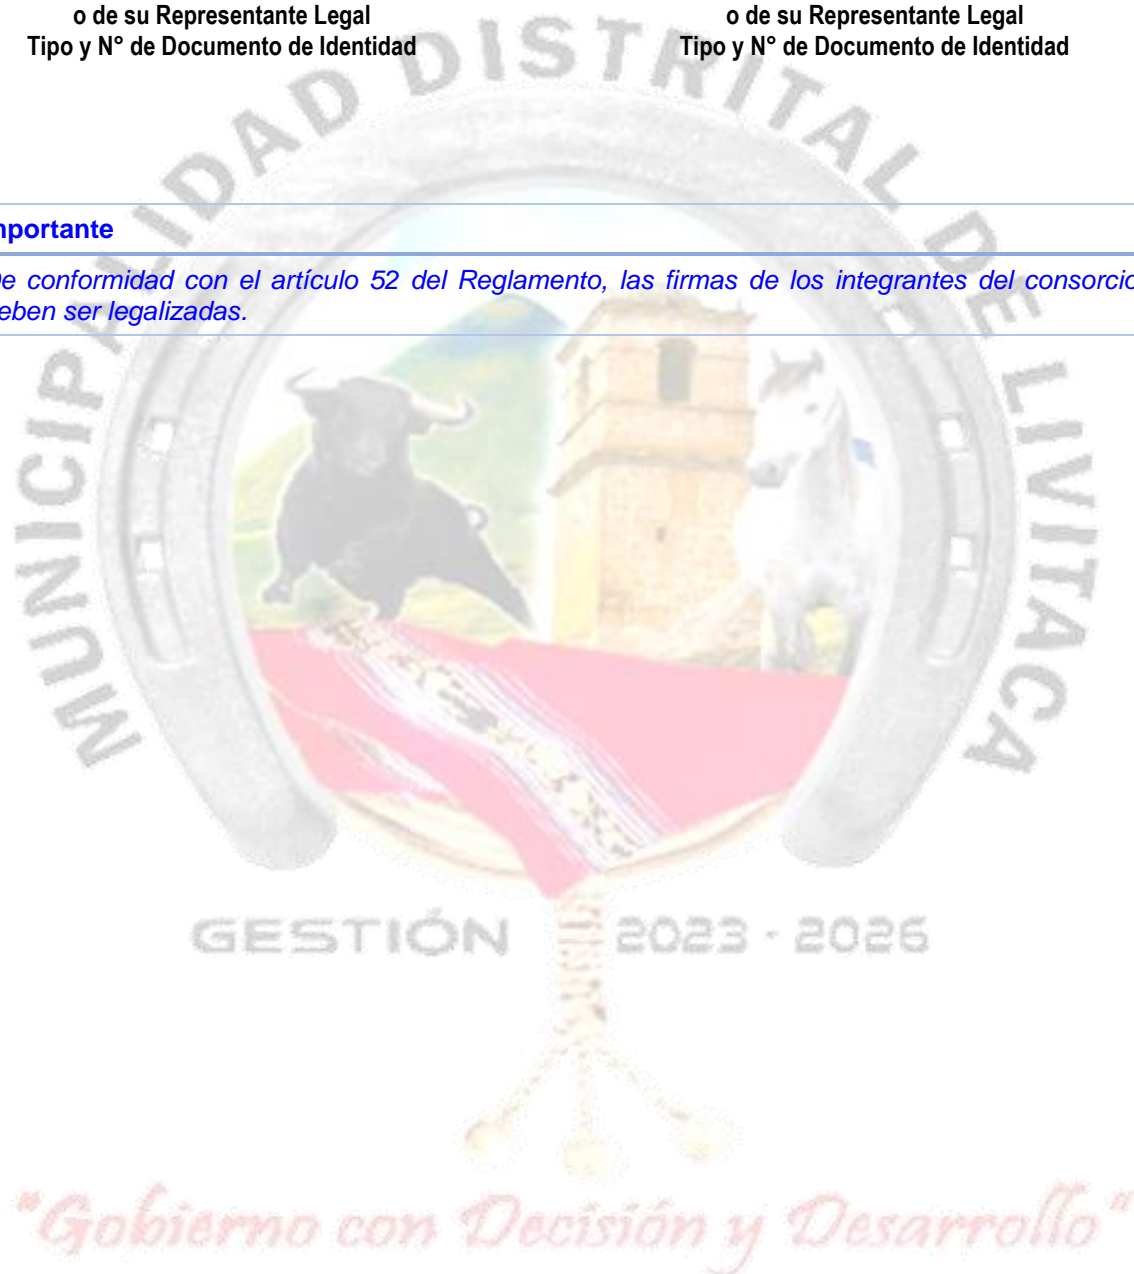 o de su Representante Legal o de su Representante Legal
Tipo y N° de Documento de Identidad Tipo y N° de Documento de Identidad
MUNICIPALIDAD DISTRITAL DE LIVITACA
mportante
De conformidad con el artículo 52 del Reglamento, las firmas de los integrantes del consorcio
eben ser legalizadas.
GESTIÓN 2023 - 2026
"Gobierno con Decisión y Desarrollo"